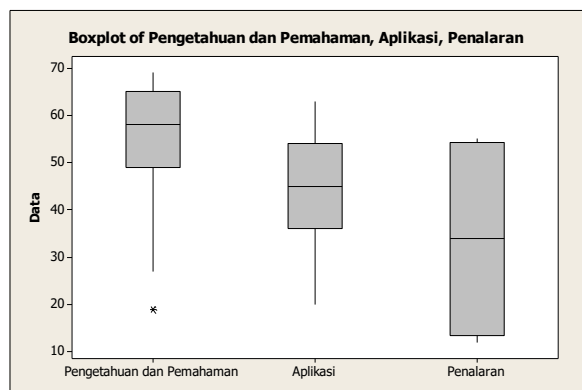 Boxplot of Pengetahuan dan Pemahaman, Aplikasi, Penalaran
70
60
50
40
30
20
10
Data
Pengetahuan dan Pemahaman
Aplikasi
Penalaran